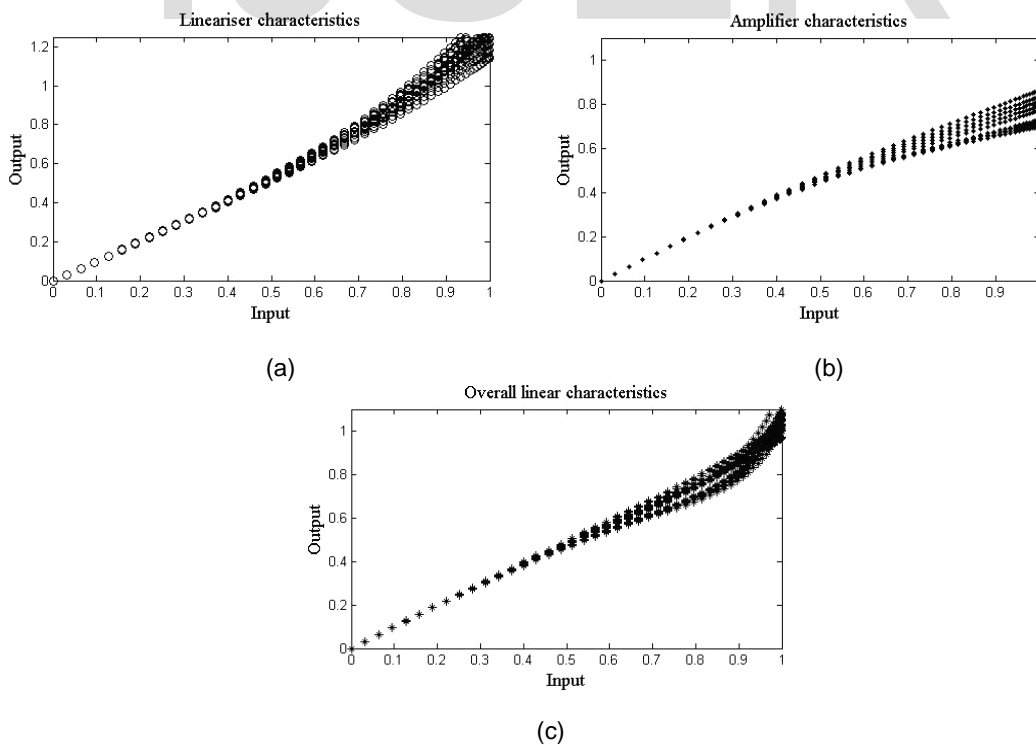 Lineariser characteristics
1.2
1
0.8
0.6
0.4
0.2
0
Output
0 0.1 0.2 0.3 0.4 0.5 0.6 0.7 0.8 0.9 1
Input
(a)
Amplifier characteristics
1
0.8
0.6
0.4
0.2
0
Output
0 0.1 0.2 0.3 0.4 0.5 0.6 0.7 0.8 0.9
Input
(b)
Overall linear characteristics
1
0.8
0.6
0.4
0.2
0
Output
0 0.1 0.2 0.3 0.4 0.5 0.6 0.7 0.8 0.9 1
Input
(c)